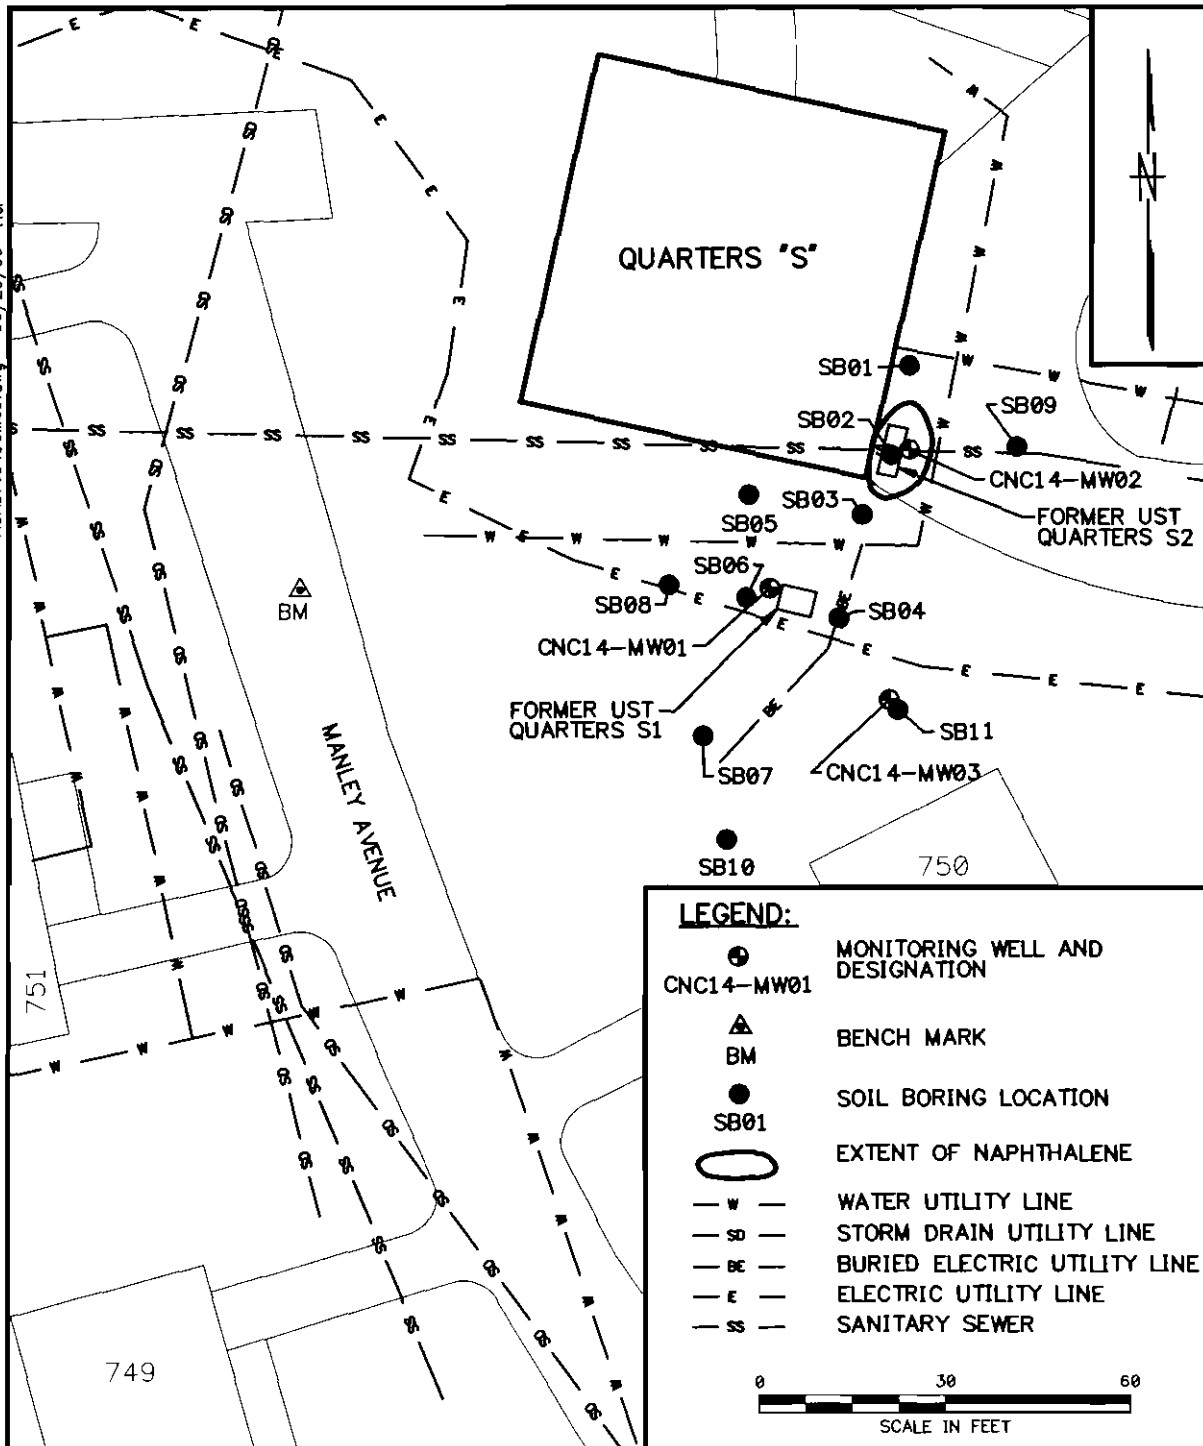 N
QUARTERS "S"
SB01
SB09
SB02
CNC14-MW02
SB03
SB05
FORMER UST
QUARTERS S2
SB06
SB08
SB04
BM
CNC14-MW01
FORMER UST
QUARTERS S1
SB11
SB07
CNC14-MW03
MANLEY AVENUE
SB10
750
751
749
LEGEND:
MONITORING WELL AND
DESIGNATION
CNC14-MW01
BENCH MARK
BM
SOIL BORING LOCATION
SB01
EXTENT OF NAPHTHALENE
W WATER UTILITY LINE
SD STORM DRAIN UTILITY LINE
BE BURIED ELECTRIC UTILITY LINE
E ELECTRIC UTILITY LINE
SS SANITARY SEWER
0 30 60
SCALE IN FEET